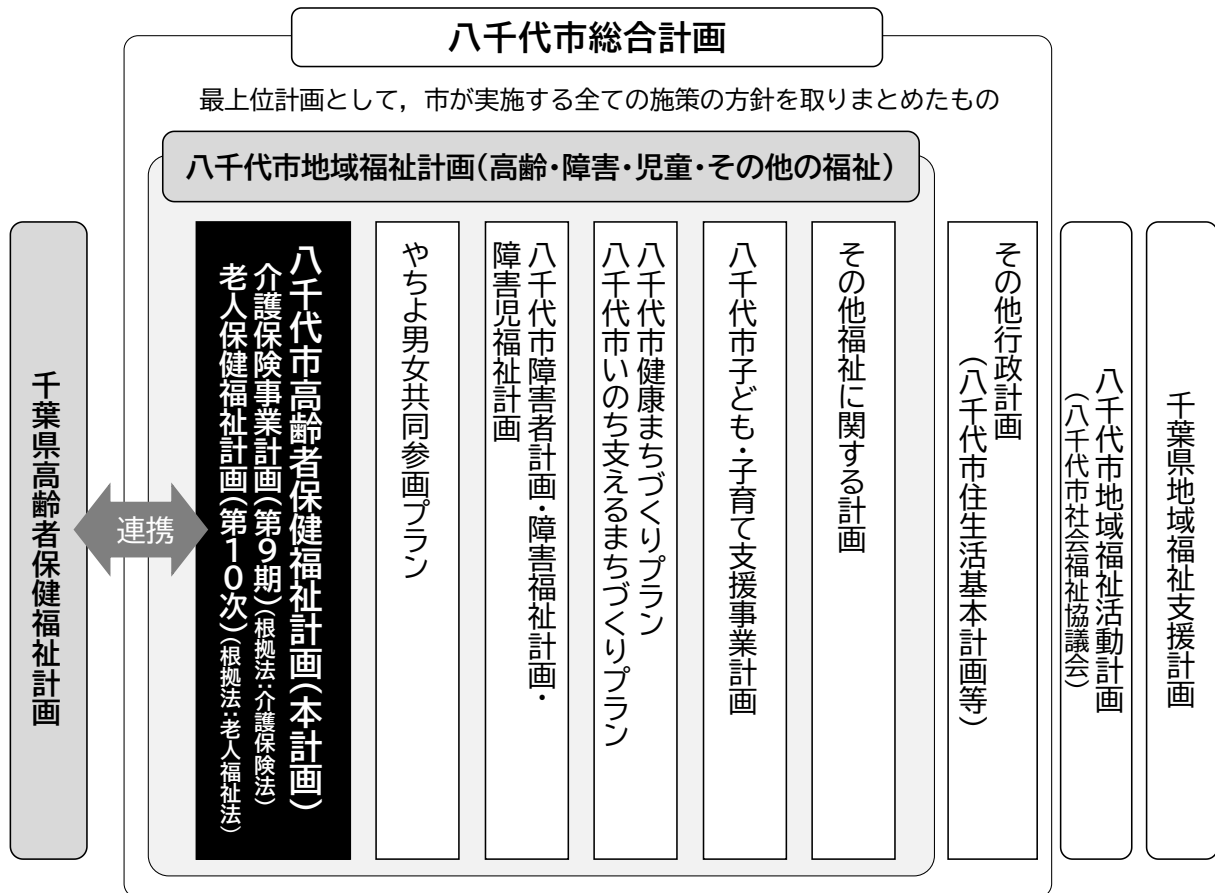 八千代市総合計画
最上位計画として，市が実施する全ての施策の方針を取りまとめたもの
八千代市地域福祉計画(高齢・障害・児童・その他の福祉)
千葉県高齢者保健福祉計画
連携
八千代市高齢者保健福祉計画(本計画)
介護保険事業計画(第９期)(根拠法：介護保険法)
老人保健福祉計画(第１０次)(根拠法：老人福祉法)
やちよ男女共同参画プラン
八千代市障害者計画・障害福祉計画・
障害児福祉計画
八千代市健康まちづくりプラン
八千代市いのち支えるまちづくりプラン
八千代市子ども・子育て支援事業計画
その他福祉に関する計画
その他行政計画
(八千代市住生活基本計画等)
八千代市地域福祉活動計画
(八千代市社会福祉協議会)
千葉県地域福祉支援計画